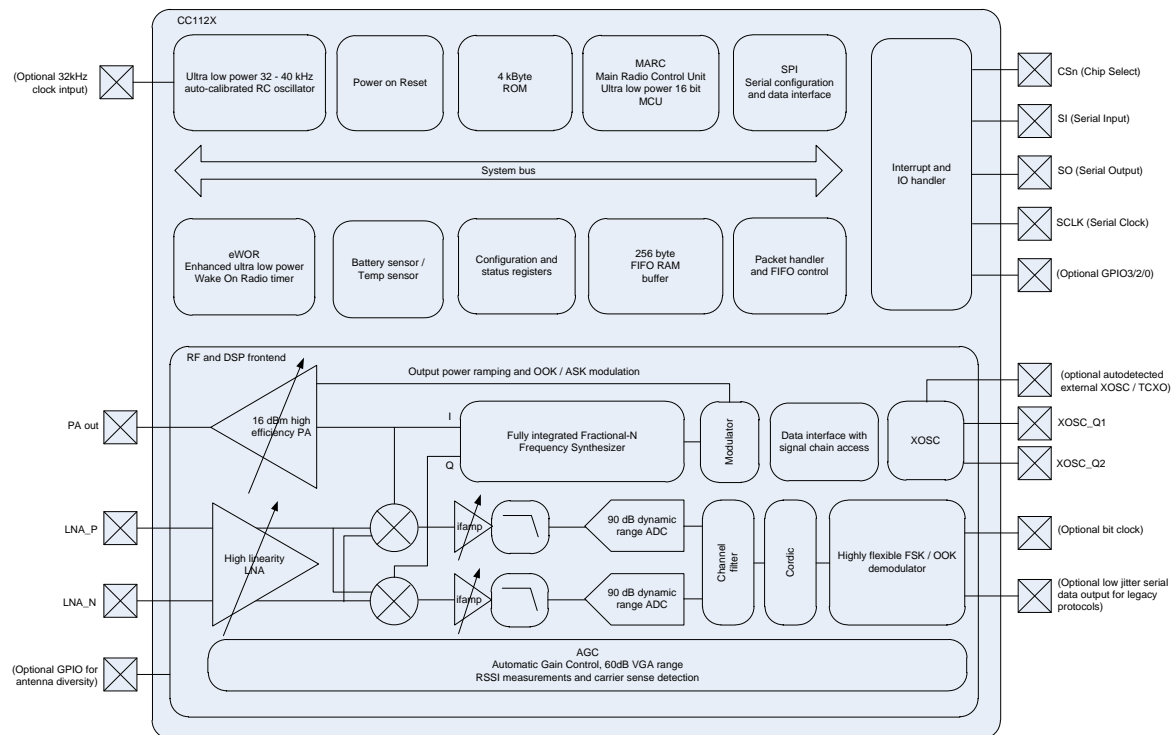 CC112X
(Optional 32kHz
clock intput)
Ultra low power 32 - 40 kHz
auto-calibrated RC oscillator
Power on Reset
4 kByte
ROM
MARC
Main Radio Control Unit
Ultra low power 16 bit
MCU
SPI
Serial configuration
and data interface
System bus
Interrupt and
IO handler
CSn (Chip Select)
SI (Serial Input)
SO (Serial Output)
SCLK (Serial Clock)
(Optional GPIO3/2/0)
eWOR
Enhanced ultra low power
Wake On Radio timer
Battery sensor /
Temp sensor
Configuration and
status registers
256 byte
FIFO RAM
buffer
Packet handler
and FIFO control
RF and DSP frontend
Output power ramping and OOK / ASK modulation
(optional autodetected
external XOSC / TCXO)
PA out
16 dBm high
efficiency PA
I
Q
Fully integrated Fractional-N
Frequency Synthesizer
Modulator
Data interface with
signal chain access
XOSC
XOSC_Q1
XOSC_Q2
LNA_P
LNA_N
High linearity
LNA
ifamp
90 dB dynamic
range ADC
ifamp
90 dB dynamic
range ADC
Channel
filter
Cordic
Highly flexible FSK / OOK
demodulator
(Optional bit clock)
(Optional low jitter serial
data output for legacy
protocols)
(Optional GPIO for
antenna diversity)
AGC
Automatic Gain Control, 60dB VGA range
RSSI measurements and carrier sense detection